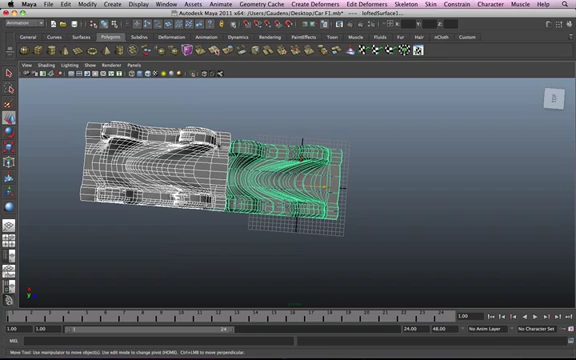 Maya File Edit Modify Create Display Window Assets Animate Geometry Cache Create Deformers Edit Deformers Skeleton Skin Constrain Character Muscle Help
Autodesk Maya 2011 x64: /Users/Gaudens/Desktop/Car F1.mb* --- loftedSurface1...
Animation
General Curves Surfaces Polygons Subdivs Deformation Animation Dynamics Rendering PaintEffects Toon Muscle Fluids Fur Hair nCloth Custom
View Shading Lighting Show Renderer Panels
TOP
1.00
1.00 1.00 1 24 24.00 48.00 No Anim Layer No Character Set
MEL
Move Tool: Use manipulator to move object(s). Use edit mode to change pivot (HOME). Ctrl+LMB to move perpendicular.